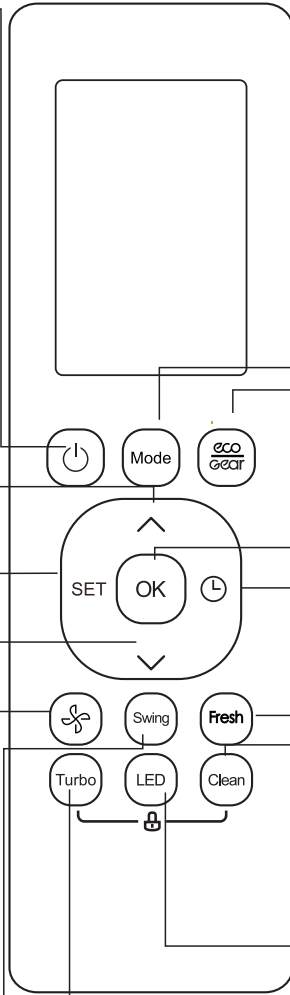 Mode
eco
Gear
SET
OK
Swing
Fresh
Turbo
LED
Clean